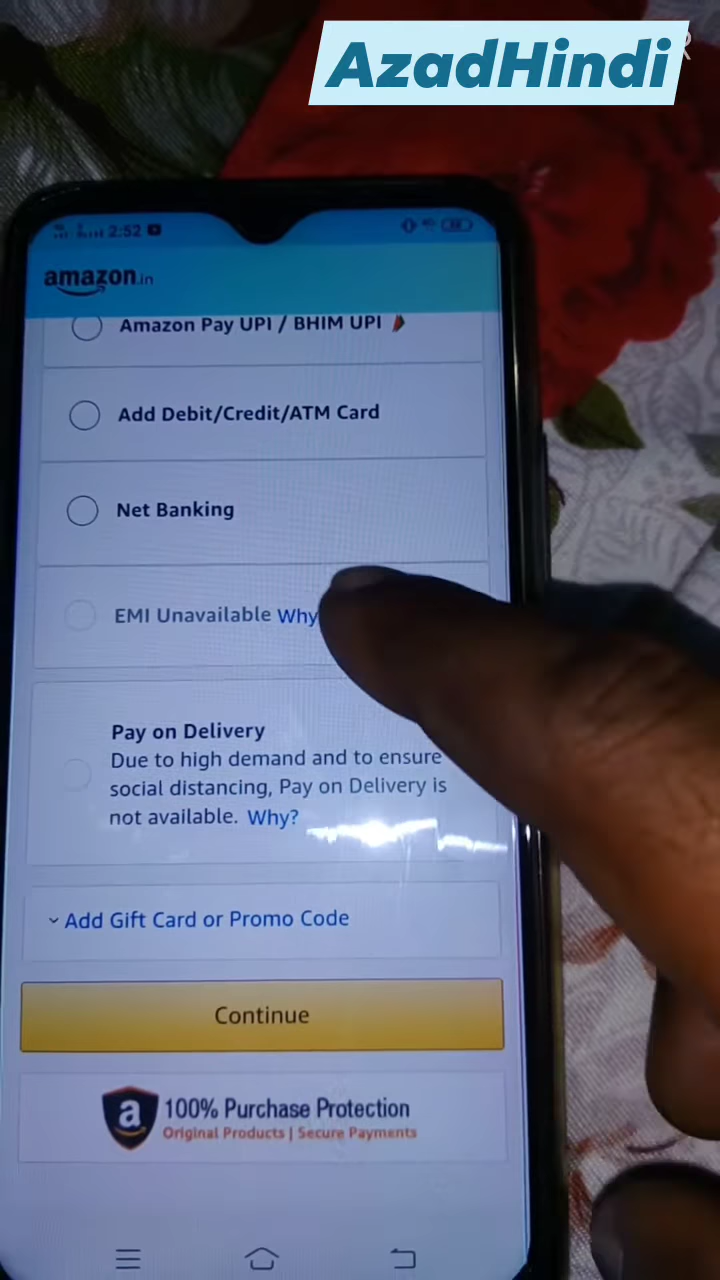 AzadHindi
2:52
amazon.in
Amazon Pay UPI / BHIM UPI
Add Debit/Credit/ATM Card
Net Banking
EMI Unavailable Why
Pay on Delivery
Due to high demand and to ensure
social distancing, Pay on Delivery is
not available. Why?
Add Gift Card or Promo Code
Continue
a 100% Purchase Protection
Original Products | Secure Payments